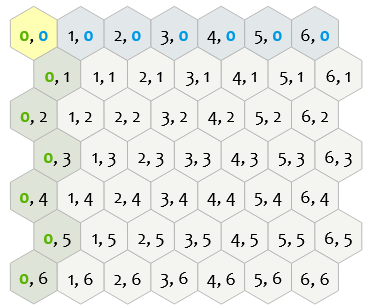 0, 0 1, 0 2, 0 3, 0 4, 0 5, 0 6, 0
0, 1 1, 1 2, 1 3, 1 4, 1 5, 1 6, 1
0, 2 1, 2 2, 2 3, 2 4, 2 5, 2 6, 2
0, 3 1, 3 2, 3 3, 3 4, 3 5, 3 6, 3
0, 4 1, 4 2, 4 3, 4 4, 4 5, 4 6, 4
0, 5 1, 5 2, 5 3, 5 4, 5 5, 5 6, 5
0, 6 1, 6 2, 6 3, 6 4, 6 5, 6 6, 6